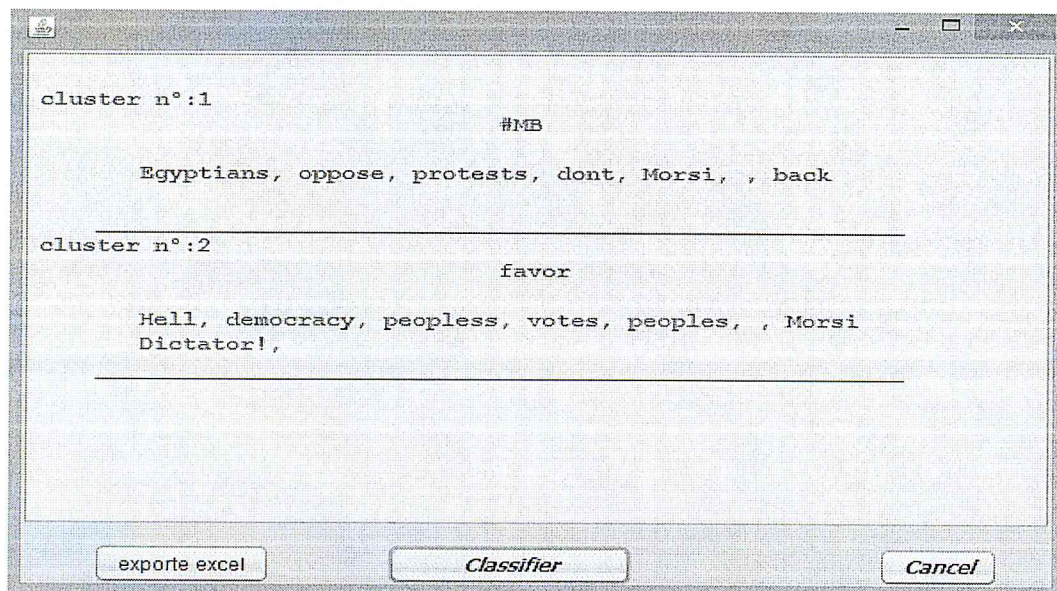 cluster n°:1
#MB
Egyptians, oppose, protests, dont, Morsi, , back
cluster n°:2
favor
Hell, democracy, peopless, votes, peoples, , Morsi
Dictator!,
exporte excel
Classifier
Cancel